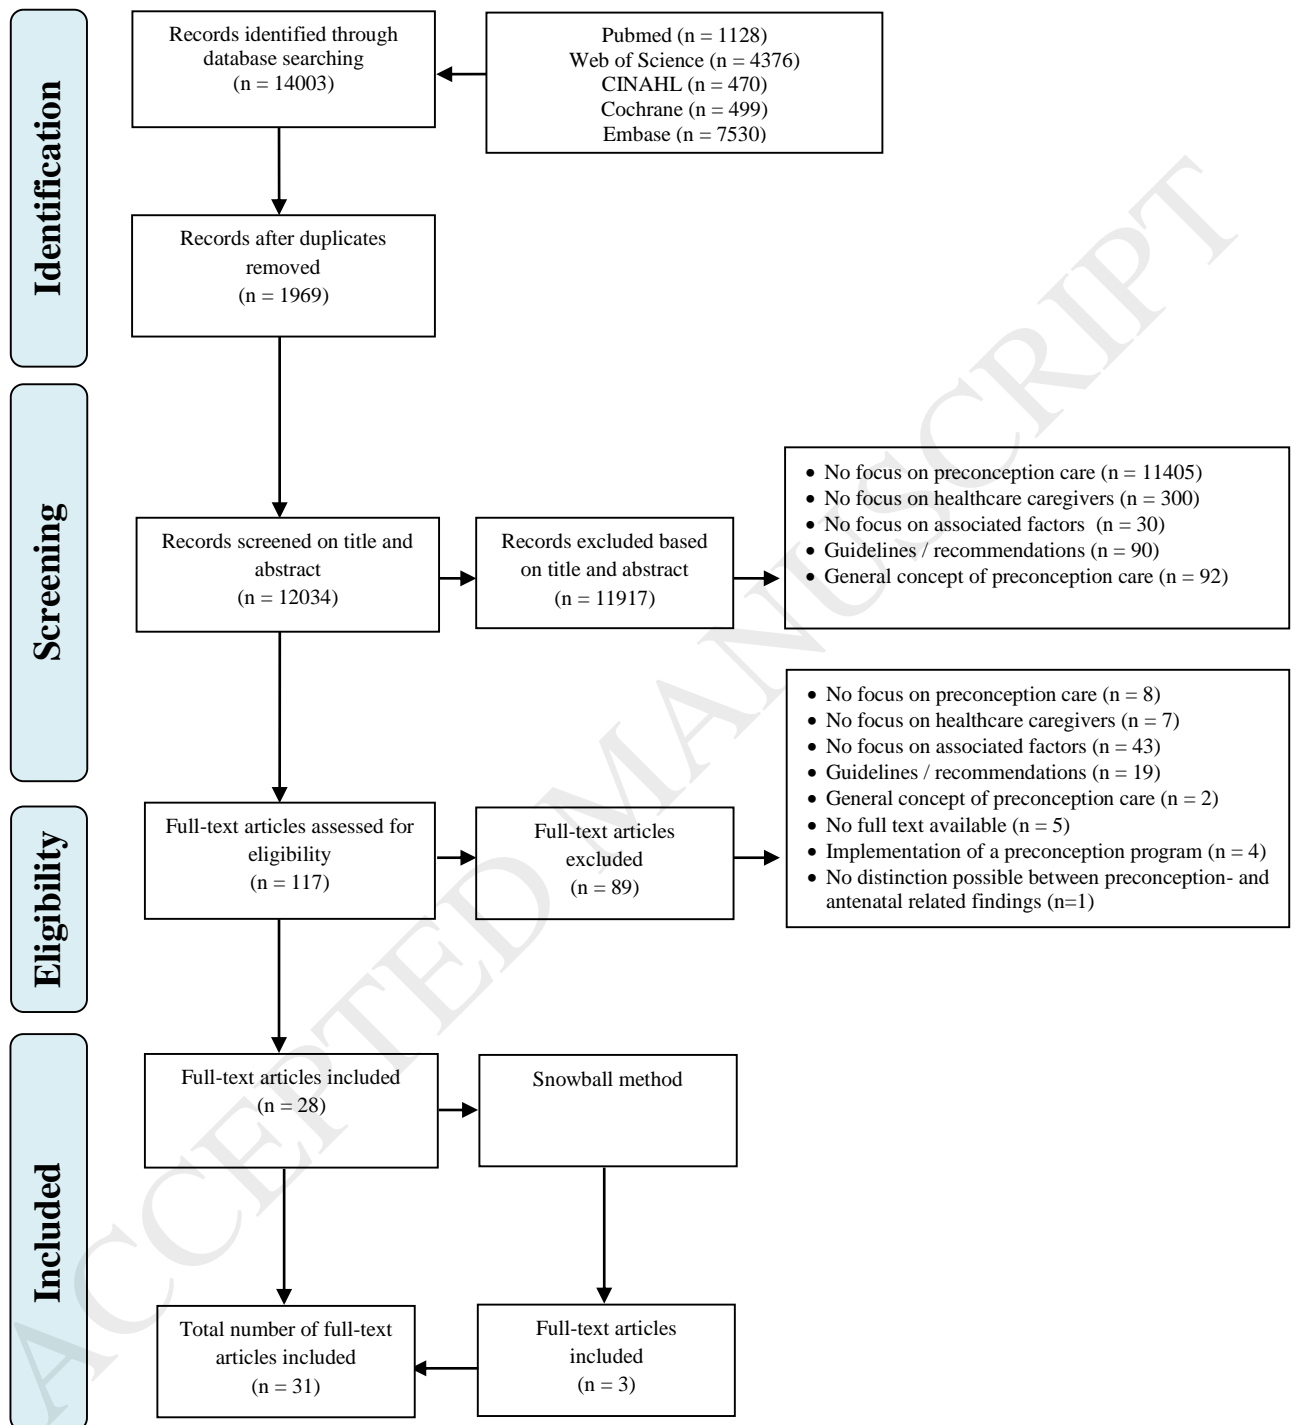 Identification
Records identified through
database searching
(n = 14003)
Pubmed (n = 1128)
Web of Science (n = 4376)
CINAHL (n = 470)
Cochrane (n = 499)
Embase (n = 7530)
Records after duplicates
removed
(n = 1969)
Screening
Records screened on title and
abstract
(n = 12034)
Records excluded based
on title and abstract
(n = 11917)
• No focus on preconception care (n = 11405)
• No focus on healthcare caregivers (n = 300)
• No focus on associated factors (n = 30)
• Guidelines / recommendations (n = 90)
• General concept of preconception care (n = 92)
Eligibility
Full-text articles assessed for
eligibility
(n = 117)
Full-text articles
excluded
(n = 89)
• No focus on preconception care (n = 8)
• No focus on healthcare caregivers (n = 7)
• No focus on associated factors (n = 43)
• Guidelines / recommendations (n = 19)
• General concept of preconception care (n = 2)
• No full text available (n = 5)
• Implementation of a preconception program (n = 4)
• No distinction possible between preconception- and
antenatal related findings (n=1)
Included
Full-text articles included
(n = 28)
Snowball method
Total number of full-text
articles included
(n = 31)
Full-text articles
included
(n = 3)
ACCEPTED MANUSCRIPT